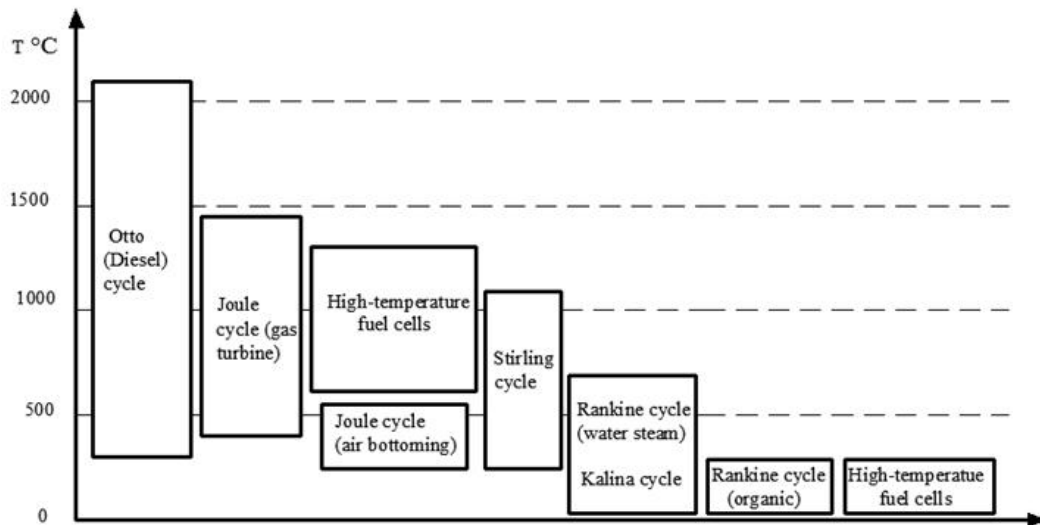 T °C
2000
1500
1000
500
0
Otto
(Diesel)
cycle
Joule
cycle (gas
turbine)
High-temperature
fuel cells
Joule cycle
(air bottoming)
Stirling
cycle
Rankine cycle
(water steam)
Kalina cycle
Rankine cycle
(organic)
High-temperatue
fuel cells